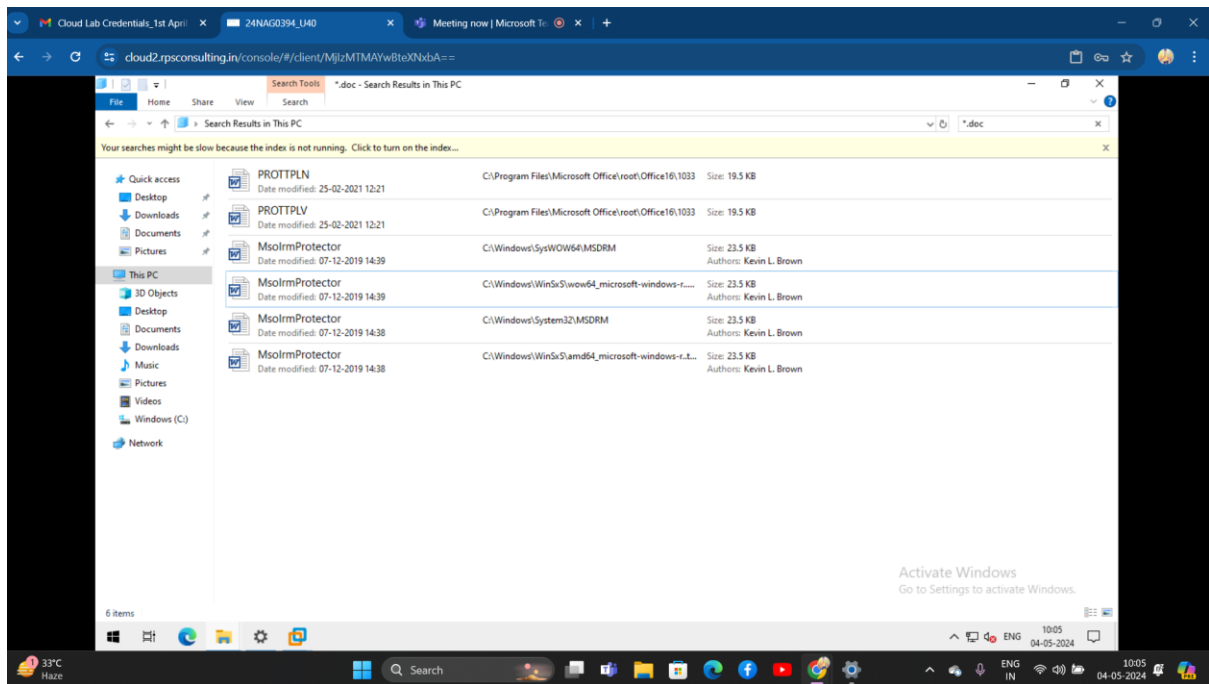 Cloud Lab Credentials_1st April
24NAG0394_U40
Meeting now | Microsoft Te
cloud2.rpsconsulting.in/console/#/client/MjIzMTMAYwBteXNxbA==
Search Tools
*.doc - Search Results in This PC
File
Home
Share
View
Search
Search Results in This PC
*.doc
Your searches might be slow because the index is not running. Click to turn on the index...
Quick access
Desktop
Downloads
Documents
Pictures
This PC
3D Objects
Desktop
Documents
Downloads
Music
Pictures
Videos
Windows (C:)
Network
PROTTPLN
Date modified: 25-02-2021 12:21
C:\Program Files\Microsoft Office\root\Office16\1033
Size: 19.5 KB
PROTTPLV
Date modified: 25-02-2021 12:21
C:\Program Files\Microsoft Office\root\Office16\1033
Size: 19.5 KB
MsoIrmProtector
Date modified: 07-12-2019 14:39
C:\Windows\SysWOW64\MSDRM
Size: 23.5 KB
Authors: Kevin L. Brown
MsoIrmProtector
Date modified: 07-12-2019 14:39
C:\Windows\WinSxS\wow64_microsoft-windows-r.....
Size: 23.5 KB
Authors: Kevin L. Brown
MsoIrmProtector
Date modified: 07-12-2019 14:38
C:\Windows\System32\MSDRM
Size: 23.5 KB
Authors: Kevin L. Brown
MsoIrmProtector
Date modified: 07-12-2019 14:38
C:\Windows\WinSxS\amd64_microsoft-windows-r..t...
Size: 23.5 KB
Authors: Kevin L. Brown
Activate Windows
Go to Settings to activate Windows.
6 items
ENG
10:05
04-05-2024
1
33°C
Haze
Search
ENG
IN
10:05
04-05-2024